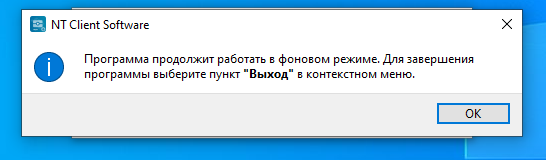 NT Client Software
Программа продолжит работать в фоновом режиме. Для завершения
программы выберите пункт "Выход" в контекстном меню.
OK